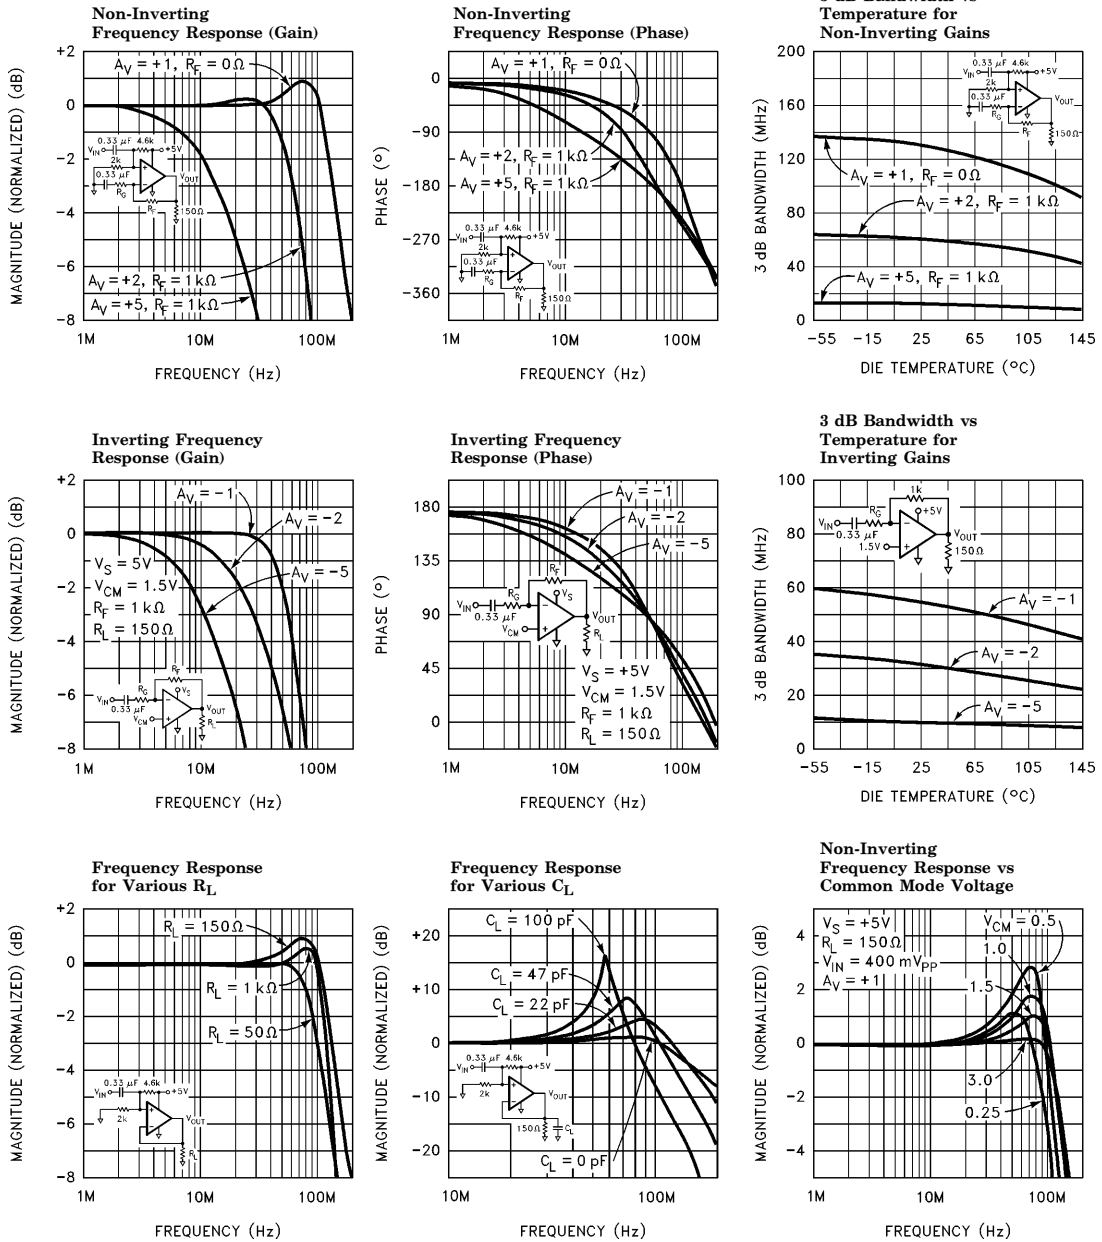 Non-Inverting
Frequency Response (Gain)
+2
0
-2
-4
-6
-8
MAGNITUDE (NORMALIZED) (dB)
A_V = +1, R_F = 0Ω
0.33 μF 4.6k
V_IN
+5V
2k
0.33 μF
R_G
V_OUT
R_F
150Ω
A_V = +2, R_F = 1kΩ
A_V = +5, R_F = 1kΩ
1M 10M 100M
FREQUENCY (Hz)
Non-Inverting
Frequency Response (Phase)
0
-90
-180
-270
-360
PHASE (°)
A_V = +1, R_F = 0Ω
A_V = +2, R_F = 1kΩ
A_V = +5, R_F = 1kΩ
0.33 μF 4.6k
V_IN
+5V
2k
0.33 μF
R_G
V_OUT
R_F
150Ω
1M 10M 100M
FREQUENCY (Hz)
3 dB Bandwidth vs
Temperature for
Non-Inverting Gains
200
160
120
80
40
0
3 dB BANDWIDTH (MHz)
0.33 μF 4.6k
V_IN
+5V
2k
0.33 μF
R_G
V_OUT
R_F
150Ω
A_V = +1, R_F = 0Ω
A_V = +2, R_F = 1kΩ
A_V = +5, R_F = 1kΩ
-55 -15 25 65 105 145
DIE TEMPERATURE (°C)
Inverting Frequency
Response (Gain)
+2
0
-2
-4
-6
-8
MAGNITUDE (NORMALIZED) (dB)
A_V = -1
A_V = -2
A_V = -5
V_S = 5V
V_CM = 1.5V
R_F = 1kΩ
R_L = 150Ω
R_F
R_G
V_S
V_IN
0.33 μF
V_OUT
V_CM
R_L
1M 10M 100M
FREQUENCY (Hz)
Inverting Frequency
Response (Phase)
180
135
90
45
0
PHASE (°)
A_V = -1
A_V = -2
A_V = -5
R_F
R_G
V_S
V_IN
0.33 μF
V_OUT
V_CM
R_L
V_S = +5V
V_CM = 1.5V
R_F = 1kΩ
R_L = 150Ω
1M 10M 100M
FREQUENCY (Hz)
3 dB Bandwidth vs
Temperature for
Inverting Gains
100
80
60
40
20
0
3 dB BANDWIDTH (MHz)
1k
R_G
+5V
V_IN
0.33 μF
V_OUT
1.5V
150Ω
A_V = -1
A_V = -2
A_V = -5
-55 -15 25 65 105 145
DIE TEMPERATURE (°C)
Frequency Response
for Various R_L
+2
0
-2
-4
-6
-8
MAGNITUDE (NORMALIZED) (dB)
R_L = 150Ω
R_L = 1kΩ
R_L = 50Ω
0.33 μF 4.6k
V_IN
+5V
2k
V_OUT
R_L
1M 10M 100M
FREQUENCY (Hz)
Frequency Response
for Various C_L
+20
+10
0
-10
-20
MAGNITUDE (NORMALIZED) (dB)
C_L = 100 pF
C_L = 47 pF
C_L = 22 pF
0.33 μF 4.6k
V_IN
+5V
2k
V_OUT
150Ω
C_L
C_L = 0 pF
10M 100M
FREQUENCY (Hz)
Non-Inverting
Frequency Response vs
Common Mode Voltage
+4
+2
0
-2
-4
MAGNITUDE (NORMALIZED) (dB)
V_S = +5V
R_L = 150Ω
V_IN = 400 mV_PP
A_V = +1
V_CM = 0.5
1.0
1.5
3.0
0.25
1M 10M 100M
FREQUENCY (Hz)